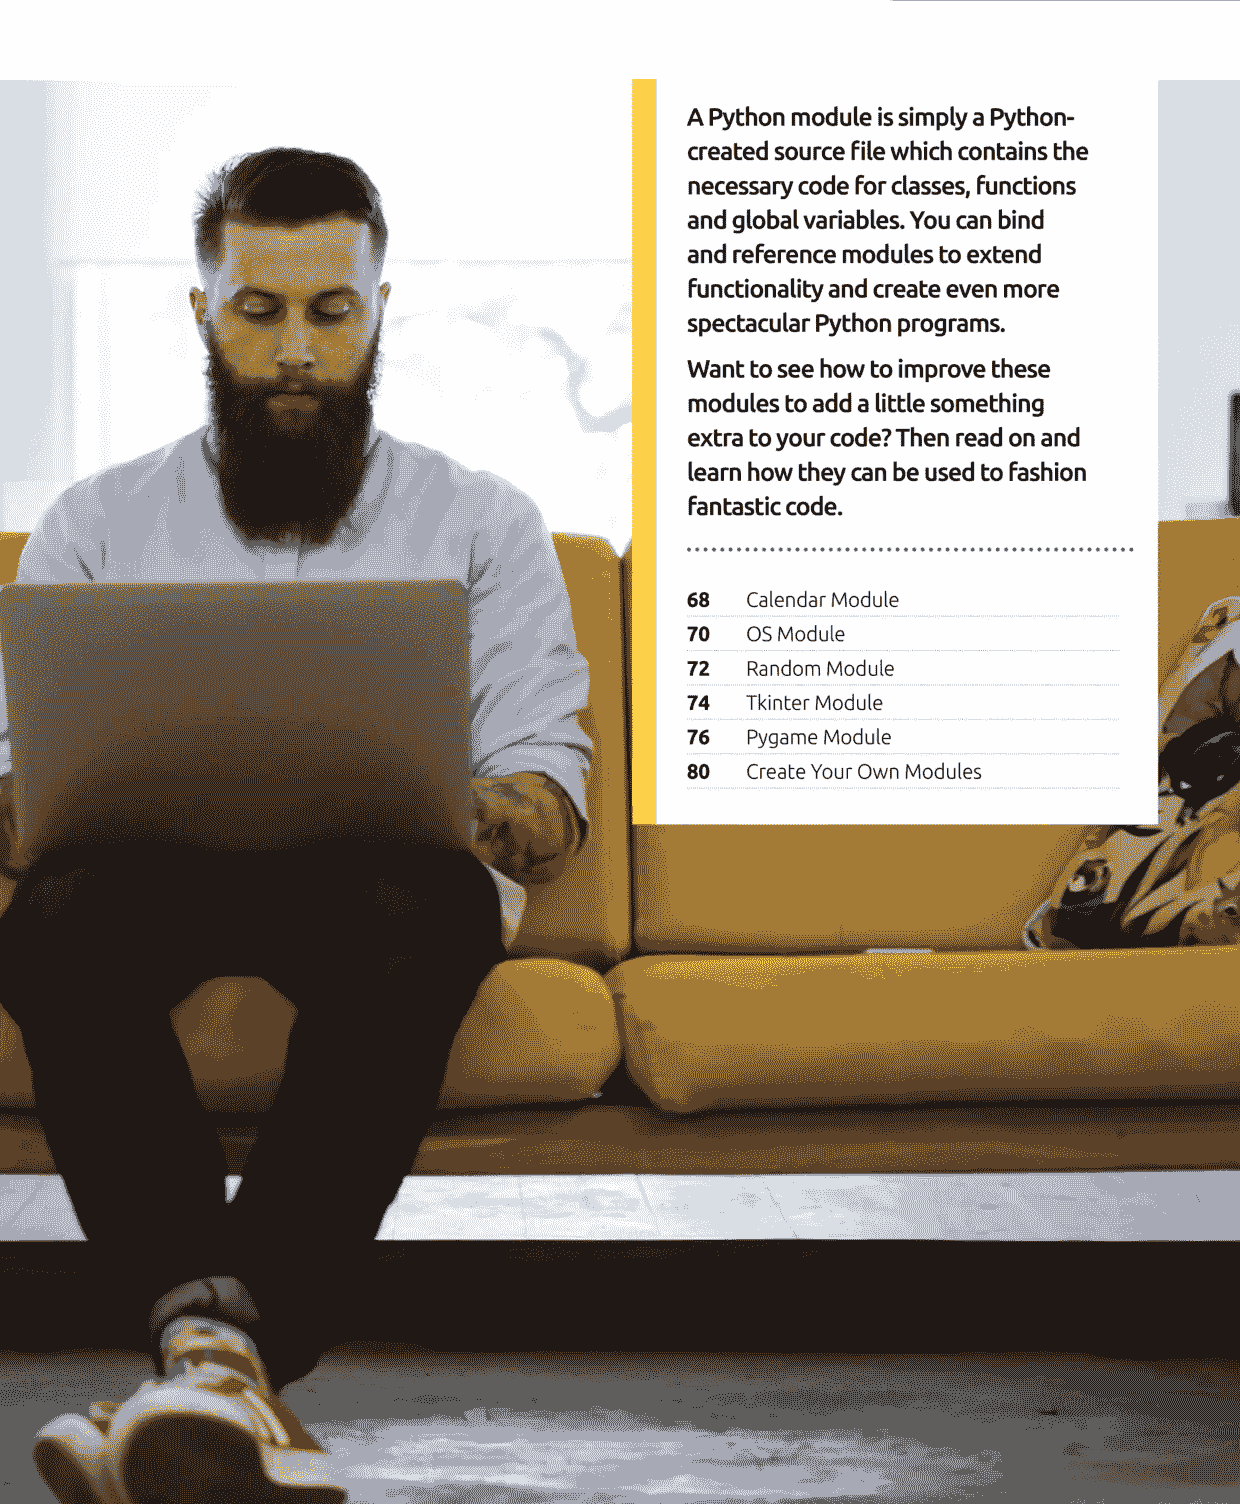 A Python module is simply a Python-
created source file which contains the
necessary code for classes, functions
and global variables. You can bind
and reference modules to extend
functionality and create even more
spectacular Python programs.
Want to see how to improve these
modules to add a little something
extra to your code? Then read on and
learn how they can be used to fashion
fantastic code.
68 Calendar Module
70 OS Module
72 Random Module
74 Tkinter Module
76 Pygame Module
80 Create Your Own Modules